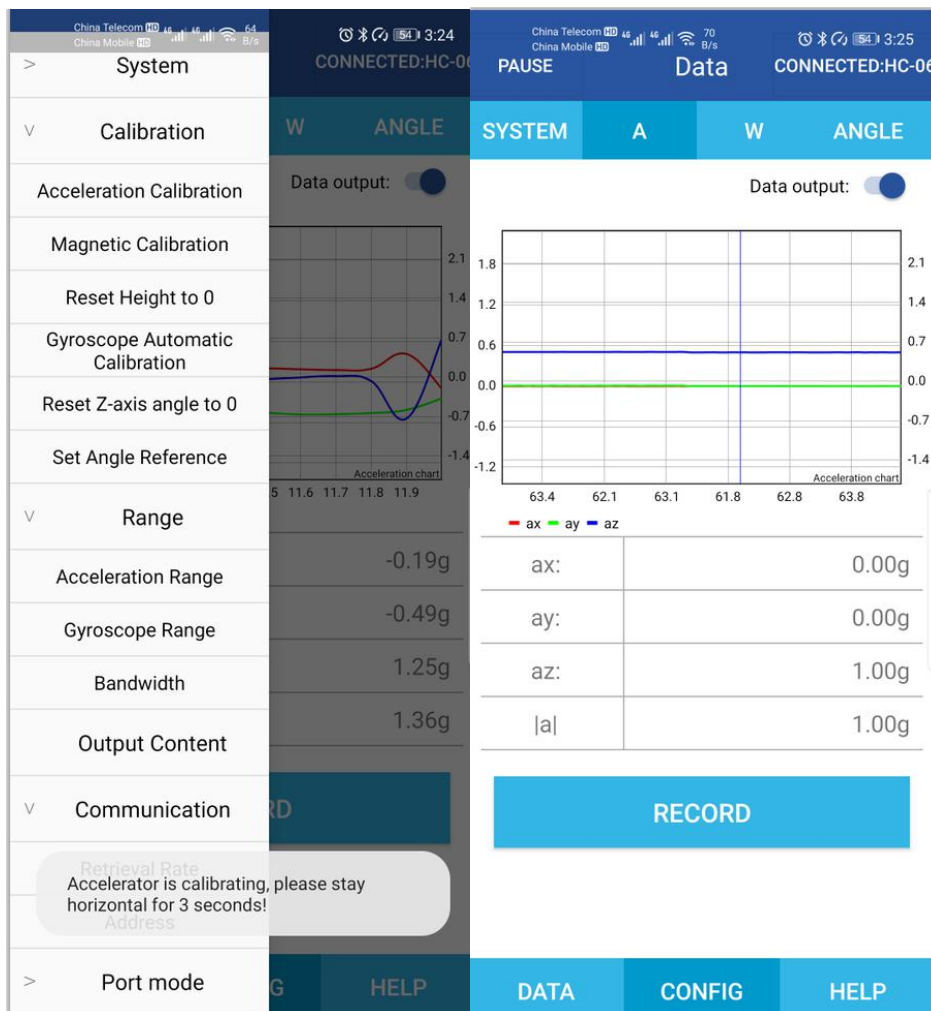 China Telecom HD 4G 4G 64
China Mobile HD B/s
54 3:24
CONNECTED:HC-06
> System
V Calibration
W ANGLE
Acceleration Calibration
Data output:
Magnetic Calibration
Reset Height to 0
Gyroscope Automatic
Calibration
Reset Z-axis angle to 0
Set Angle Reference
V Range
Acceleration Range
Gyroscope Range
Bandwidth
Output Content
V Communication
Retrieval Rate
Address
Accelerator is calibrating, please stay
horizontal for 3 seconds!
> Port mode
2.1
1.4
0.7
0.0
-0.7
-1.4
Acceleration chart
5 11.6 11.7 11.8 11.9
-0.19g
-0.49g
1.25g
1.36g
RD
G HELP
China Telecom HD 4G 4G 70
China Mobile HD B/s
54 3:25
PAUSE Data CONNECTED:HC-06
SYSTEM A W ANGLE
Data output:
1.8
1.2
0.6
0.0
-0.6
-1.2
2.1
1.4
0.7
0.0
-0.7
-1.4
Acceleration chart
63.4 62.1 63.1 61.8 62.8 63.8
ax ay az
ax: 0.00g
ay: 0.00g
az: 1.00g
|a| 1.00g
RECORD
DATA CONFIG HELP